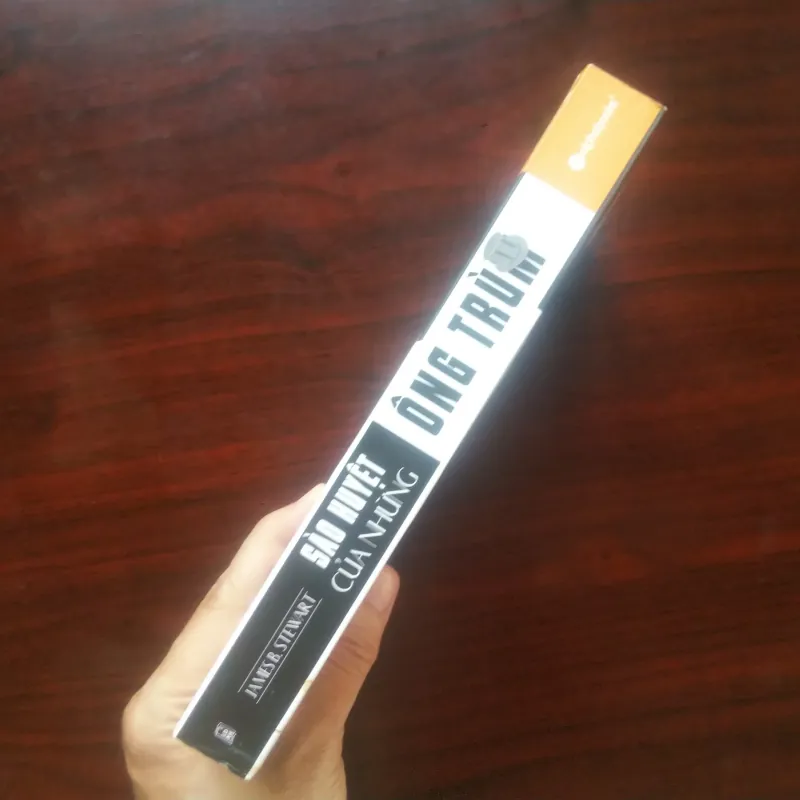 JAMES B. STEWART
SÀO HUYỆT
CỦA NHỮNG
ÔNG TRÙM